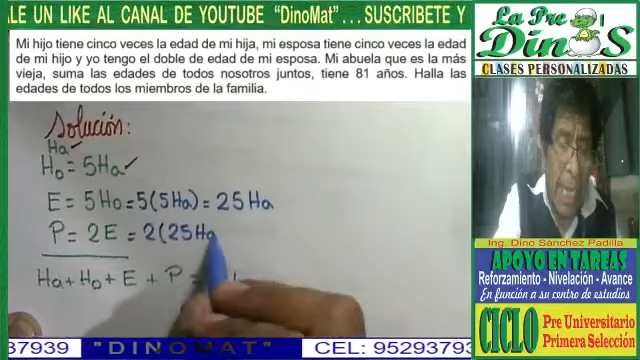 ALE UN LIKE AL CANAL DE YOUTUBE “DinoMat”... SUSCRIBETE Y
La Pre
DinoS
CLASES PERSONALIZADAS
Mi hijo tiene cinco veces la edad de mi hija, mi esposa tiene cinco veces la edad
de mi hijo y yo tengo el doble de edad de mi esposa. Mi abuela que es la más
vieja, suma las edades de todos nosotros juntos, tiene 81 años. Halla las
edades de todos los miembros de la familia.
Solución:
Ha
Ho = 5Ha
E = 5Ho = 5(5Ha) = 25Ha
P = 2E = 2(25Ha
Ha + Ho + E + P =
Ing. Dino Sánchez Padilla
REPASO EN TAREAS
Reforzamiento - Nivelación - Avance
En función a su centro de estudios
CICLO
Pre Universitario
Primera Selección
37939 "DINOMAT" CEL: 95293793